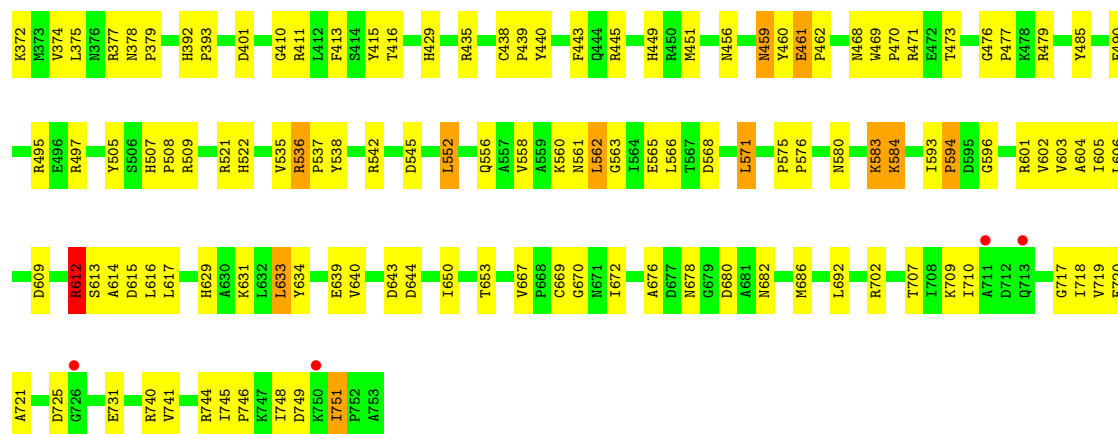 K372 M373 V374 L375 N376 R377 N378 P379 H392 P393 D401 G410 R411 L412 F413 S414 Y415 T416 H429 R435 C438 P439 Y440 F443 Q444 R445 H449 R450 M451 N456 N459 Y460 E461 P462 N468 W469 P470 R471 E472 T473 G476 P477 K478 R479 Y485
R495 E496 R497 Y505 S506 H507 P508 R509 R521 H522 V535 R536 P537 Y538 R542 D545 L552 Q556 A557 V558 A559 K560 N561 L562 G563 I564 E565 L566 T567 D568 L571 P575 P576 N580 K583 K584 I593 P594 D595 G596 R601 V602 V603 A604 I605
D609 R612 S613 A614 D615 L616 L617 H629 A630 K631 L632 L633 Y634 E639 V640 D643 D644 I650 T653 V667 P668 C669 G670 N671 I672 A676 D677 N678 G679 D680 A681 N682 M686 L692 R702 T707 I708 K709 I710 A711 D712 Q713 G717 I718 V719
A721 D725 G726 E731 R740 V741 R744 I745 P746 K747 I748 D749 K750 I751 P752 A753